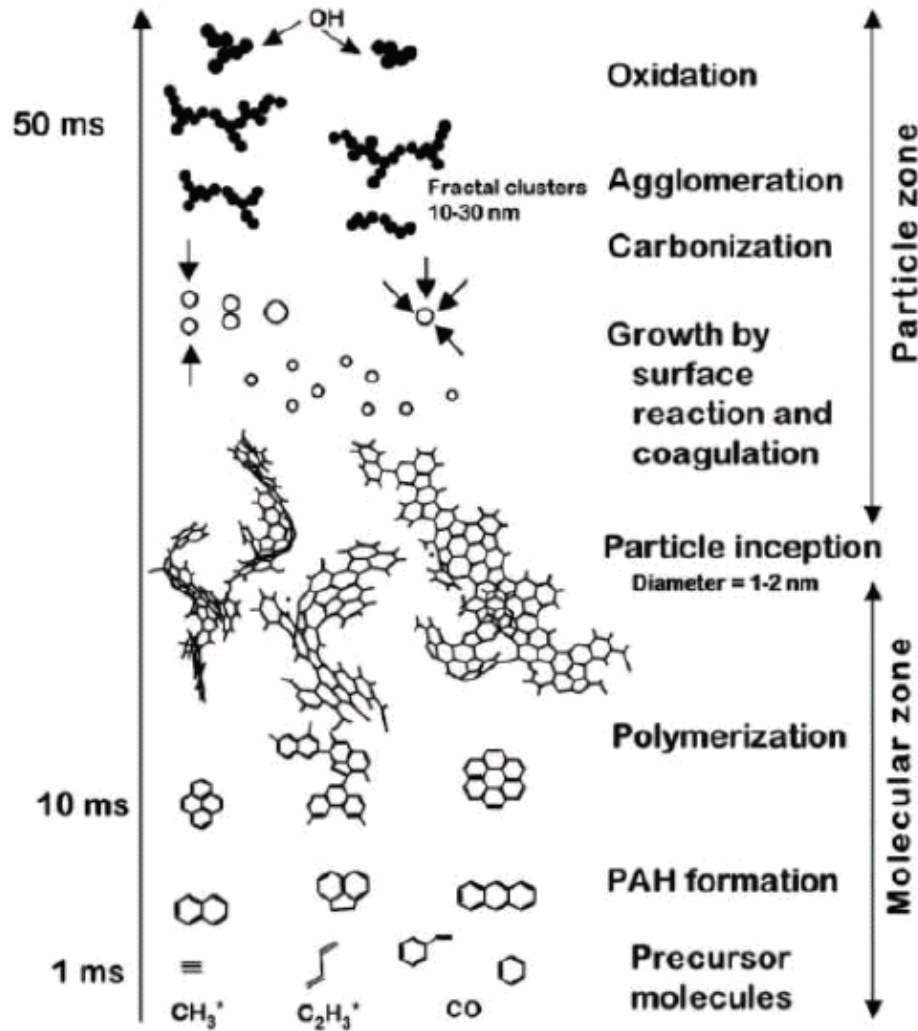 OH
Oxidation
50 ms
Agglomeration
Fractal clusters
10-30 nm
Carbonization
Growth by
surface
reaction and
coagulation
Particle zone
Particle inception
Diameter = 1-2 nm
Polymerization
10 ms
Molecular zone
PAH formation
1 ms
Precursor
molecules
CH₃*
C₂H₃*
CO